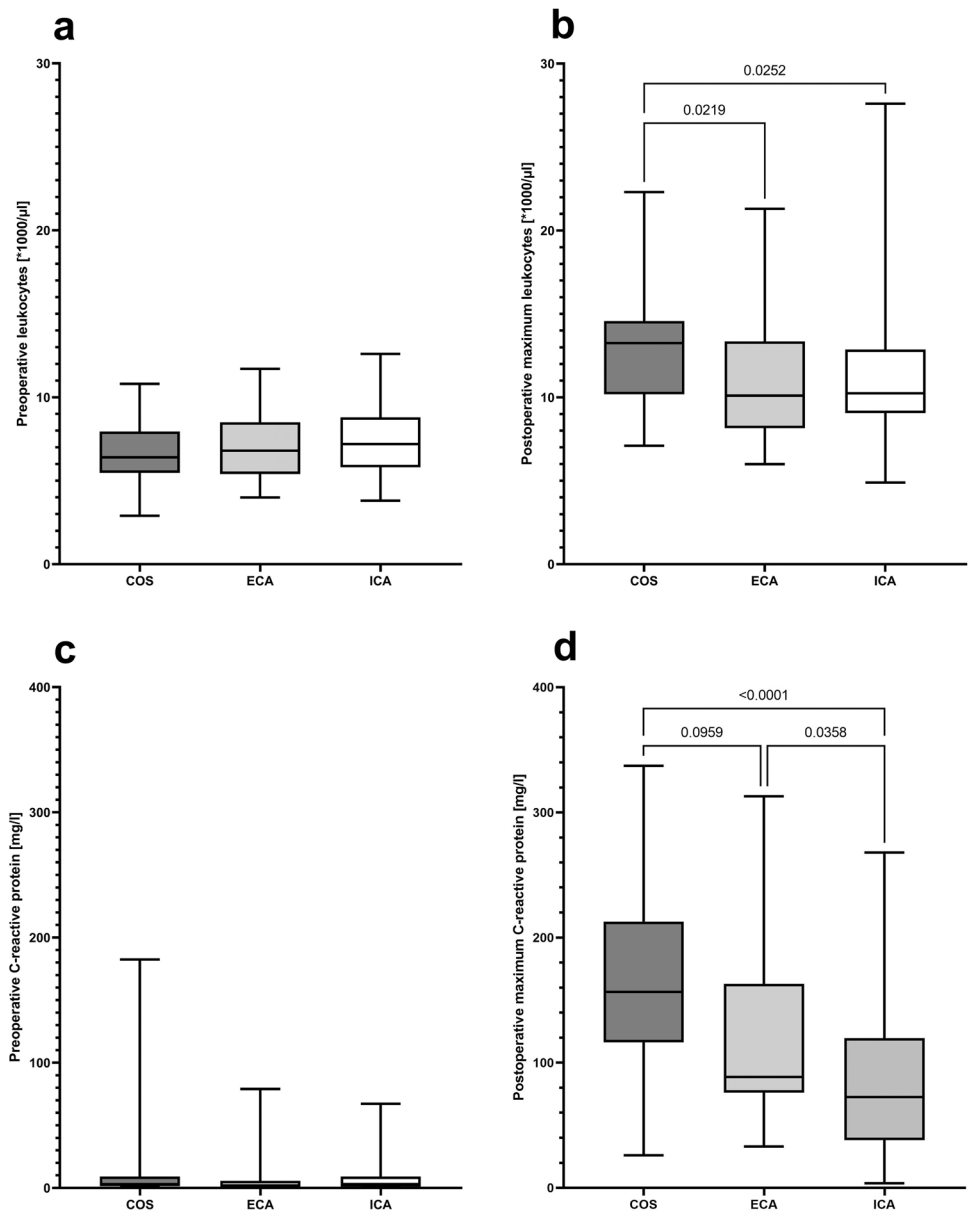 a
30
20
10
0
Preoperative leukocytes [*1000/µl]
COS ECA ICA
b
30
20
10
0
Postoperative maximum leukocytes [*1000/µl]
0.0252
0.0219
COS ECA ICA
c
400
300
200
100
0
Preoperative C-reactive protein [mg/l]
COS ECA ICA
d
400
300
200
100
0
Postoperative maximum C-reactive protein [mg/l]
<0.0001
0.0959 0.0358
COS ECA ICA